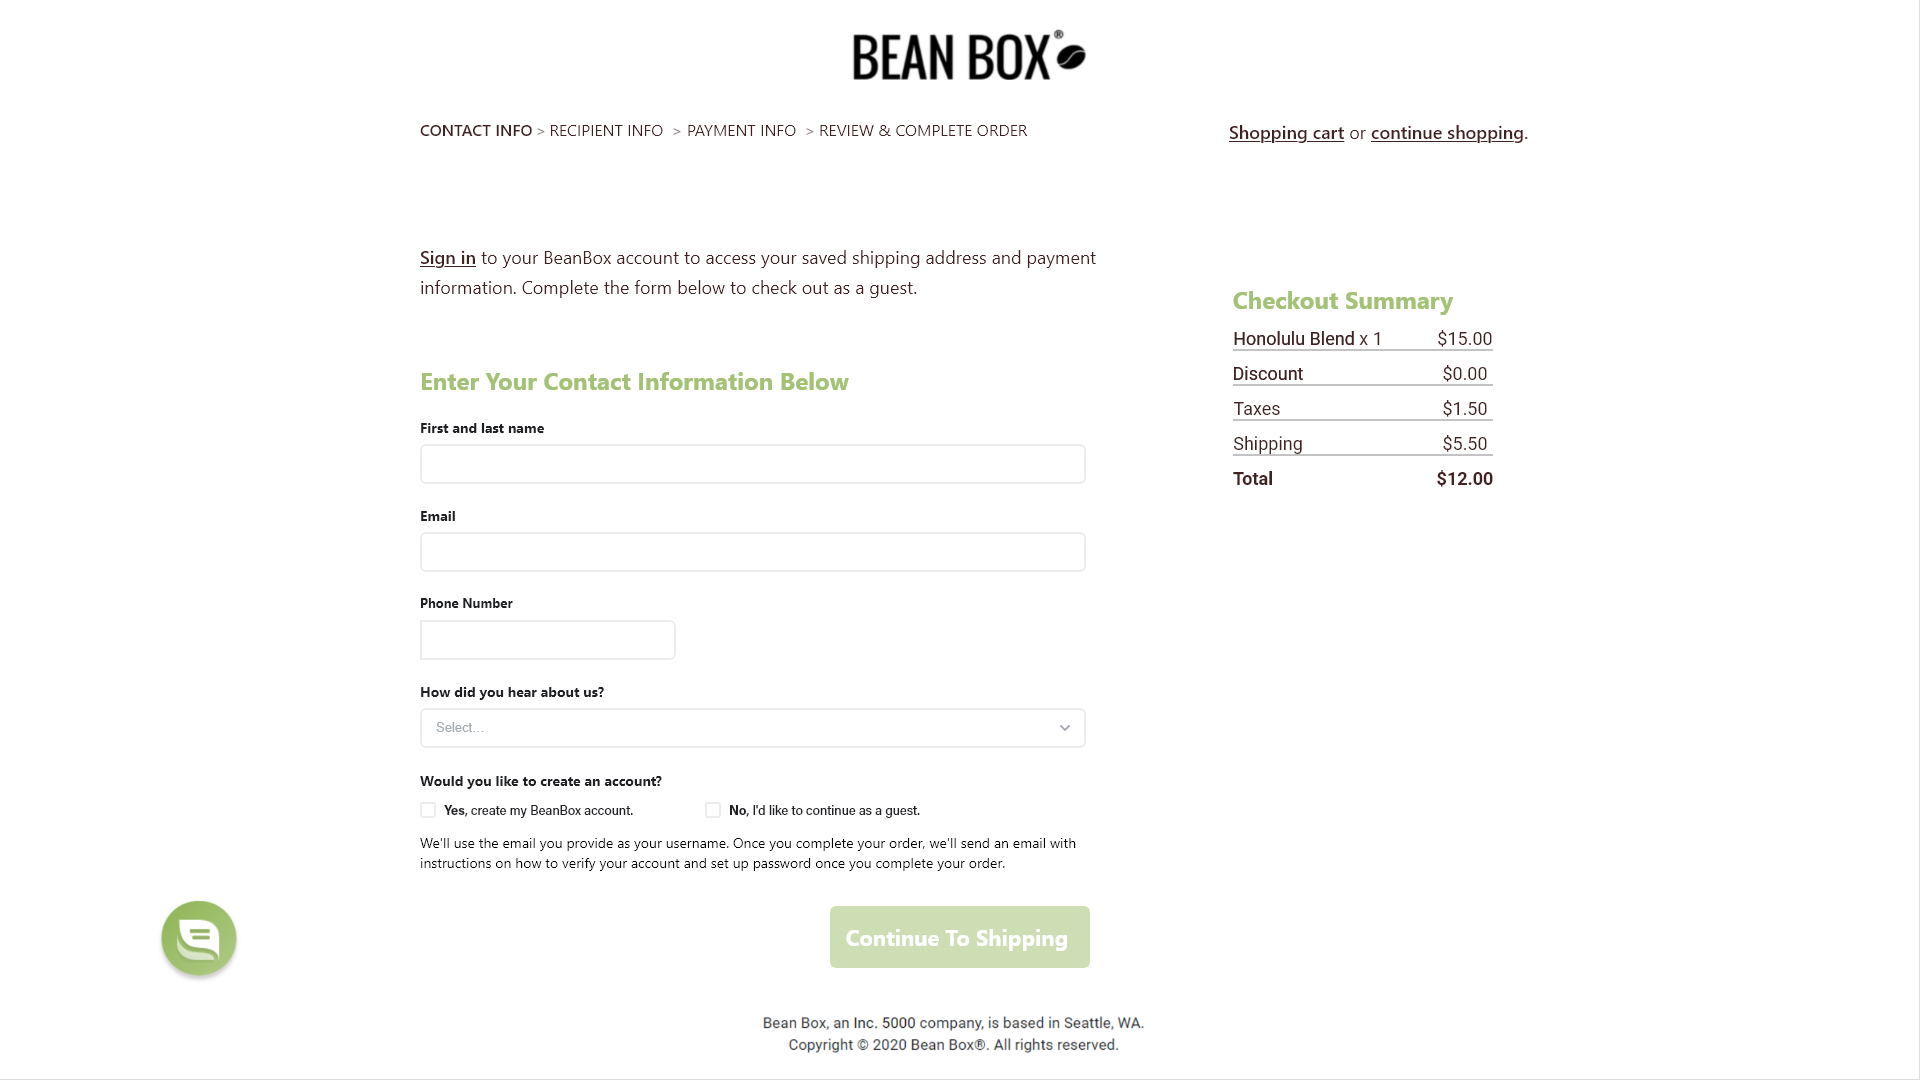 BEAN BOX®
CONTACT INFO > RECIPIENT INFO > PAYMENT INFO > REVIEW & COMPLETE ORDER
Shopping cart or continue shopping.
Sign in to your BeanBox account to access your saved shipping address and payment
information. Complete the form below to check out as a guest.
Checkout Summary
Honolulu Blend x 1 $15.00
Discount $0.00
Taxes $1.50
Shipping $5.50
Total $12.00
Enter Your Contact Information Below
First and last name
Email
Phone Number
How did you hear about us?
Select...
Would you like to create an account?
Yes, create my BeanBox account.
No, I'd like to continue as a guest.
We'll use the email you provide as your username. Once you complete your order, we'll send an email with
instructions on how to verify your account and set up password once you complete your order.
Continue To Shipping
Bean Box, an Inc. 5000 company, is based in Seattle, WA.
Copyright © 2020 Bean Box®. All rights reserved.